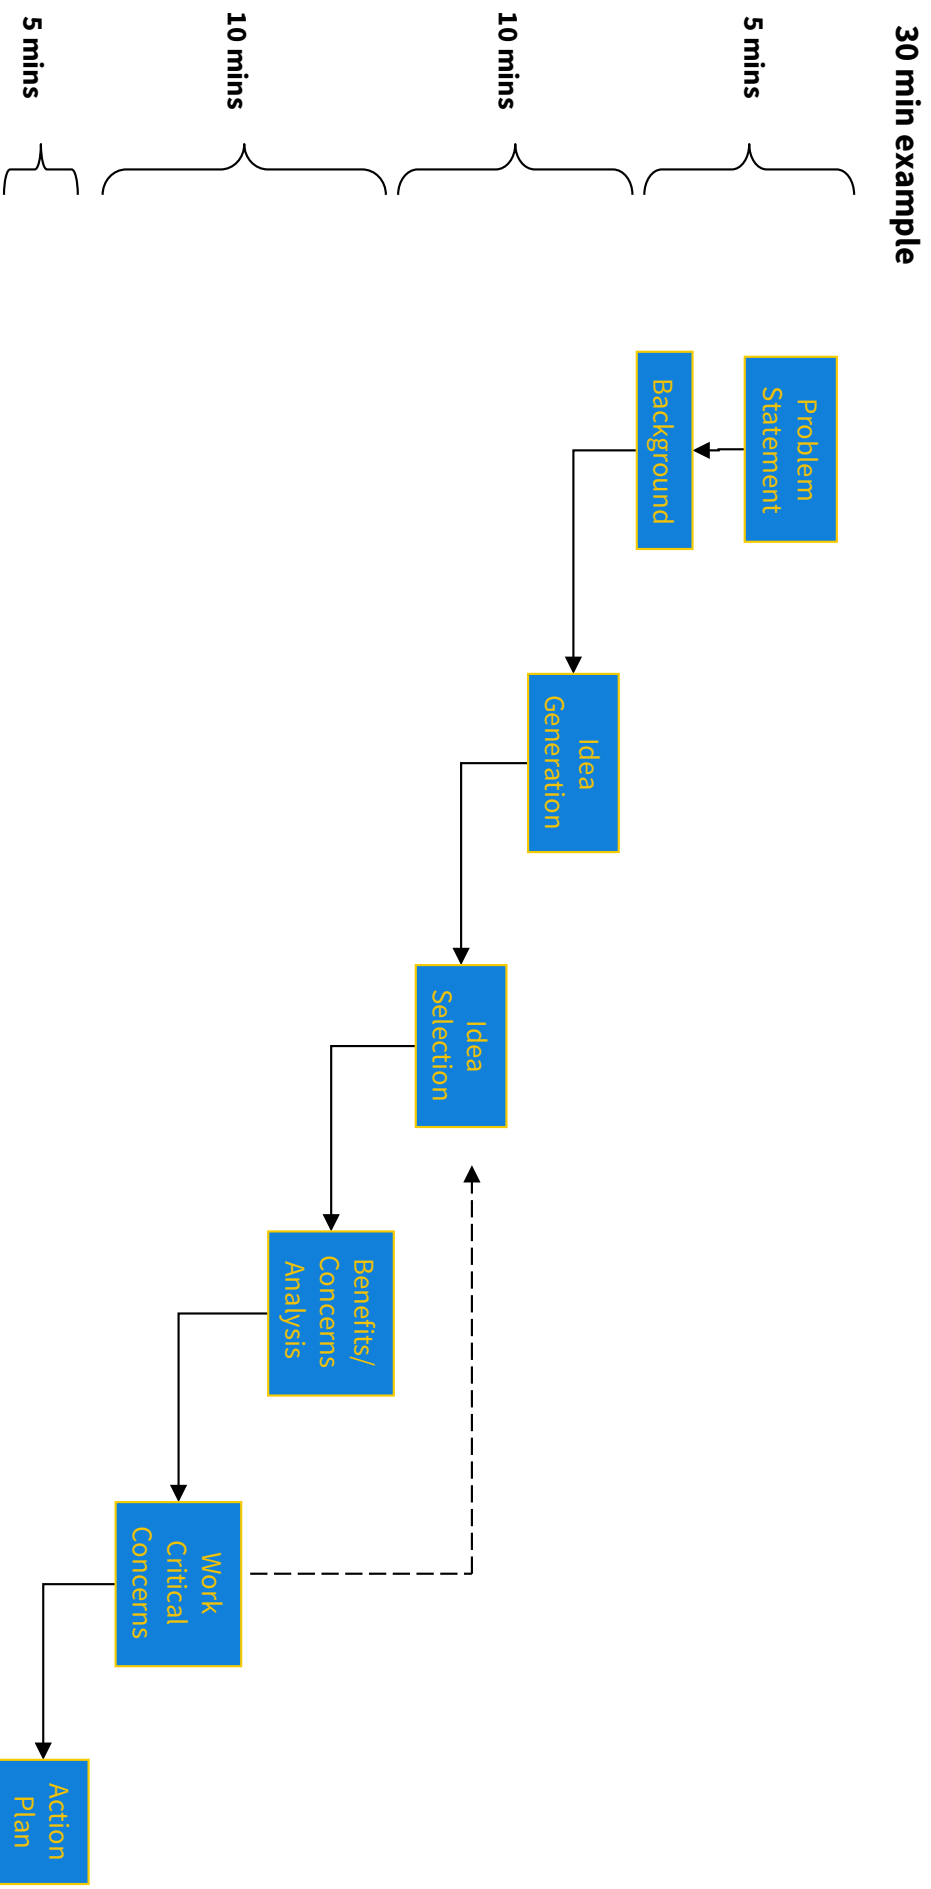 30 min example
5 mins
10 mins
10 mins
5 mins
Problem
Statement
Background
Idea
Generation
Idea
Selection
Benefits/
Concerns
Analysis
Work
Critical
Concerns
Action
Plan